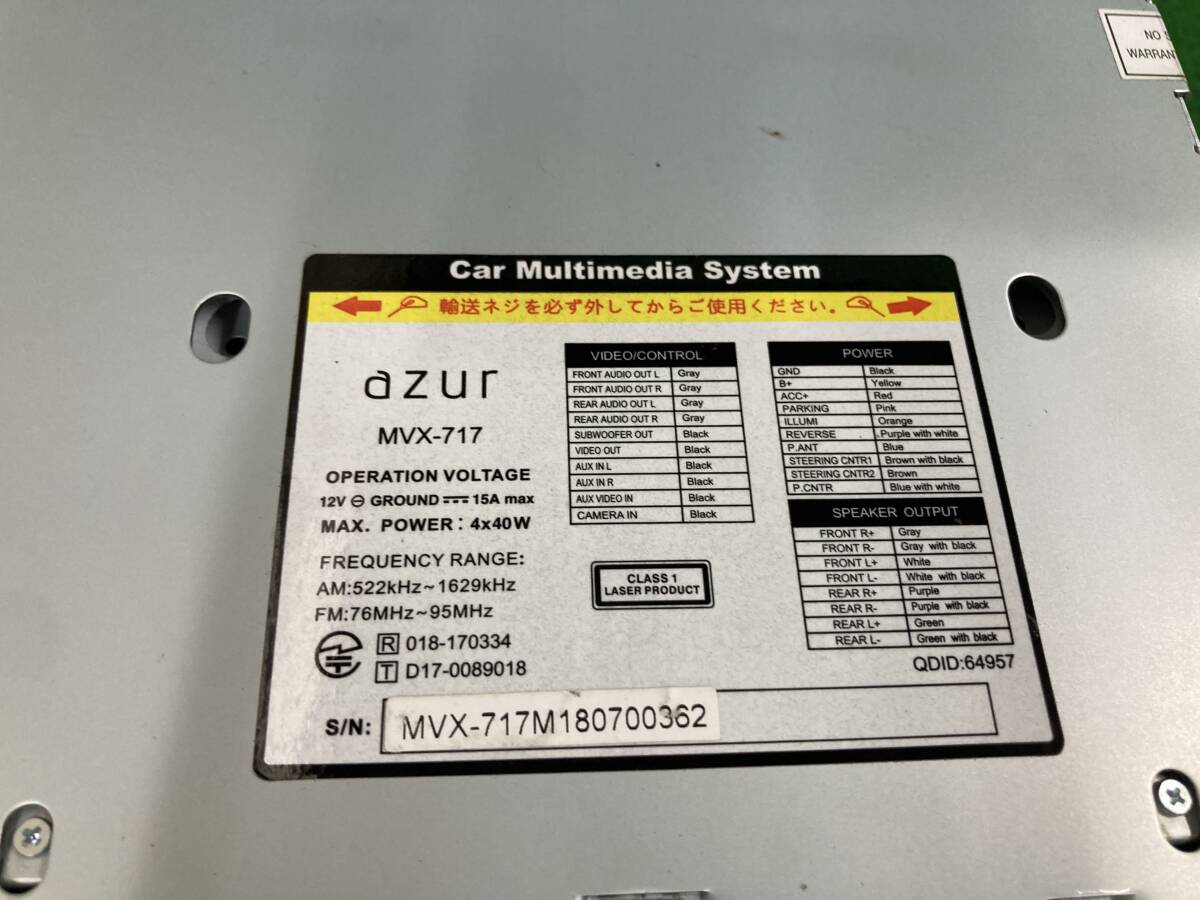 NO
WARRAN
Car Multimedia System
輸送ネジを必ず外してからご使用ください。
azur
MVX-717
OPERATION VOLTAGE
12V ⊖ GROUND ⎓ 15A max
MAX. POWER: 4x40W
FREQUENCY RANGE:
AM:522kHz~1629kHz
FM:76MHz~95MHz
R 018-170334
T D17-0089018
VIDEO/CONTROL
FRONT AUDIO OUT L Gray
FRONT AUDIO OUT R Gray
REAR AUDIO OUT L Gray
REAR AUDIO OUT R Gray
SUBWOOFER OUT Black
VIDEO OUT Black
AUX IN L Black
AUX IN R Black
AUX VIDEO IN Black
CAMERA IN Black
CLASS 1
LASER PRODUCT
POWER
GND Black
B+ Yellow
ACC+ Red
PARKING Pink
ILLUMI Orange
REVERSE Purple with white
P.ANT Blue
STEERING CNTR1 Brown with black
STEERING CNTR2 Brown
P.CNTR Blue with white
SPEAKER OUTPUT
FRONT R+ Gray
FRONT R- Gray with black
FRONT L+ White
FRONT L- White with black
REAR R+ Purple
REAR R- Purple with black
REAR L+ Green
REAR L- Green with black
QDID:64957
S/N: MVX-717M180700362